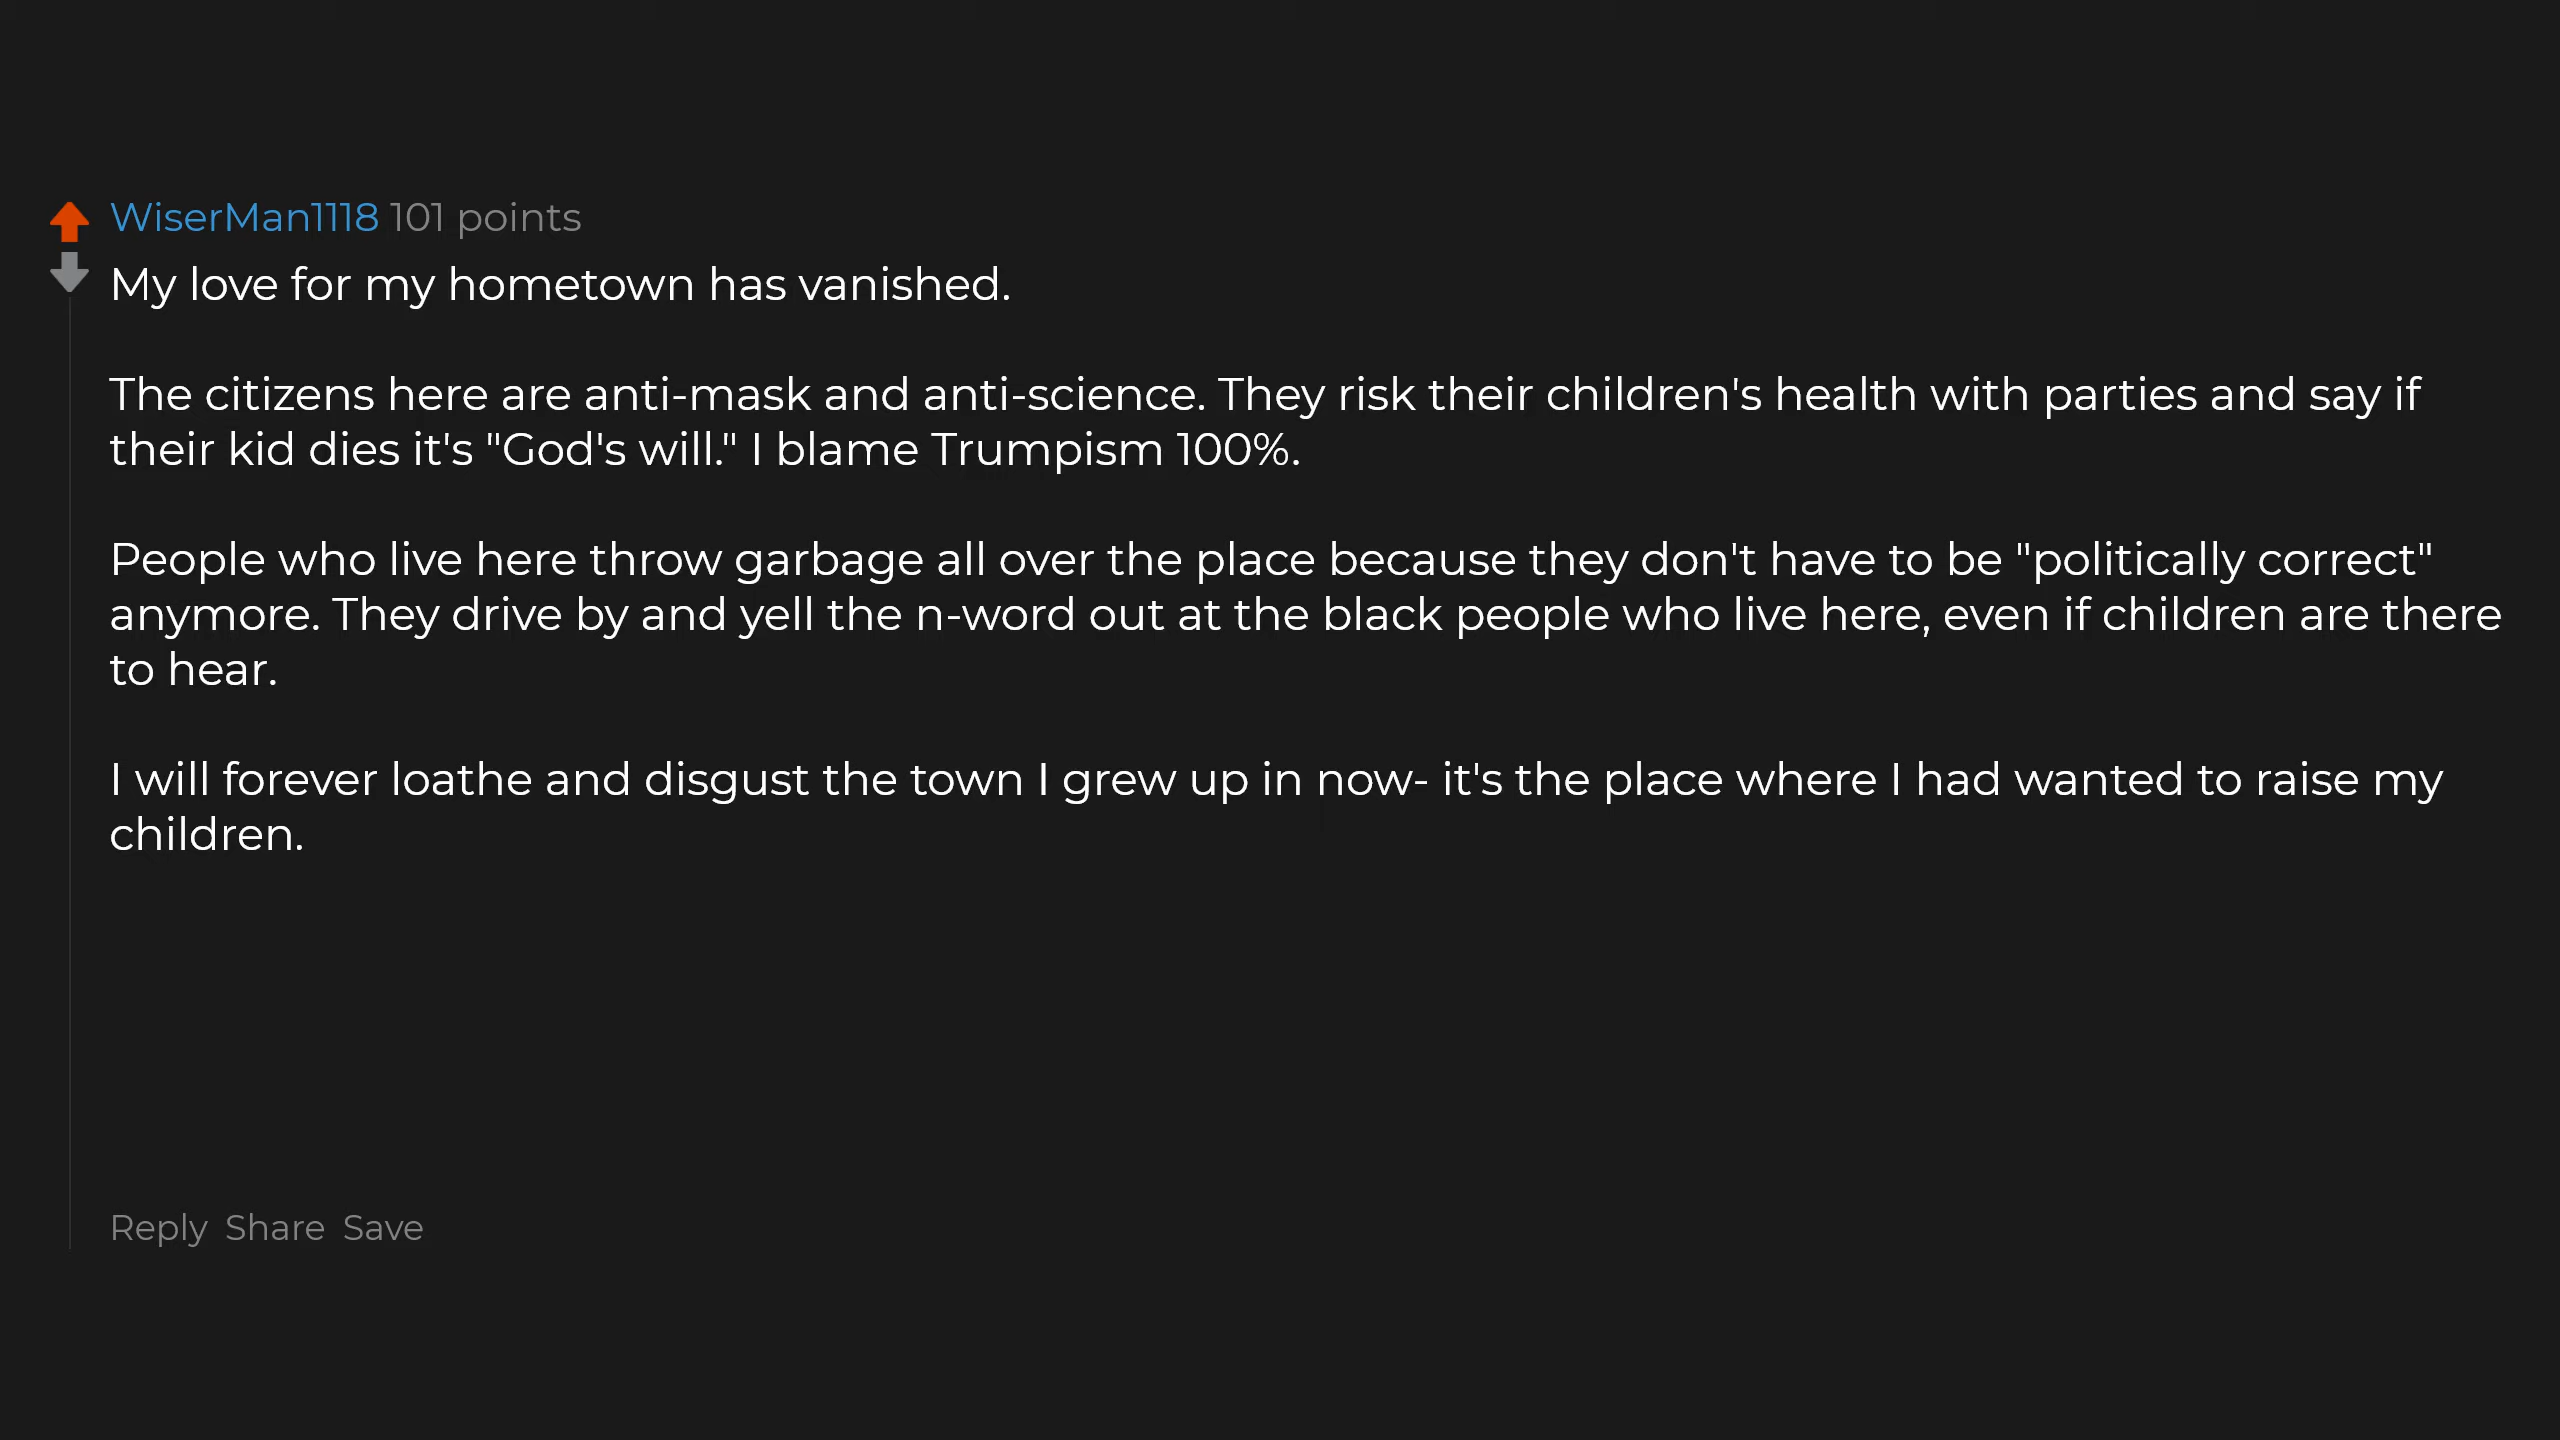 WiserMan1118 101 points
My love for my hometown has vanished.
The citizens here are anti-mask and anti-science. They risk their children's health with parties and say if
their kid dies it's "God's will." I blame Trumpism 100%.
People who live here throw garbage all over the place because they don't have to be "politically correct"
anymore. They drive by and yell the n-word out at the black people who live here, even if children are there
to hear.
I will forever loathe and disgust the town I grew up in now- it's the place where I had wanted to raise my
children.
Reply Share Save